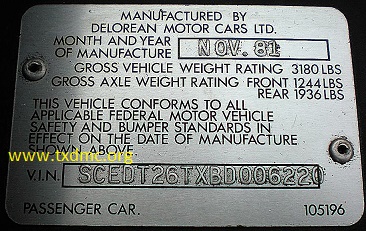 MANUFACTURED BY
DELOREAN MOTOR CARS LTD.
MONTH AND YEAR
OF MANUFACTURE NOV. 81
GROSS VEHICLE WEIGHT RATING 3180 LBS
GROSS AXLE WEIGHT RATING FRONT 1244 LBS
REAR 1936 LBS
THIS VEHICLE CONFORMS TO ALL
APPLICABLE FEDERAL MOTOR VEHICLE
SAFETY AND BUMPER STANDARDS IN
EFFECT ON THE DATE OF MANUFACTURE
SHOWN ABOVE.
www.txdmc.org
V.I.N. SCEDT26TXBD006220
PASSENGER CAR. 105196